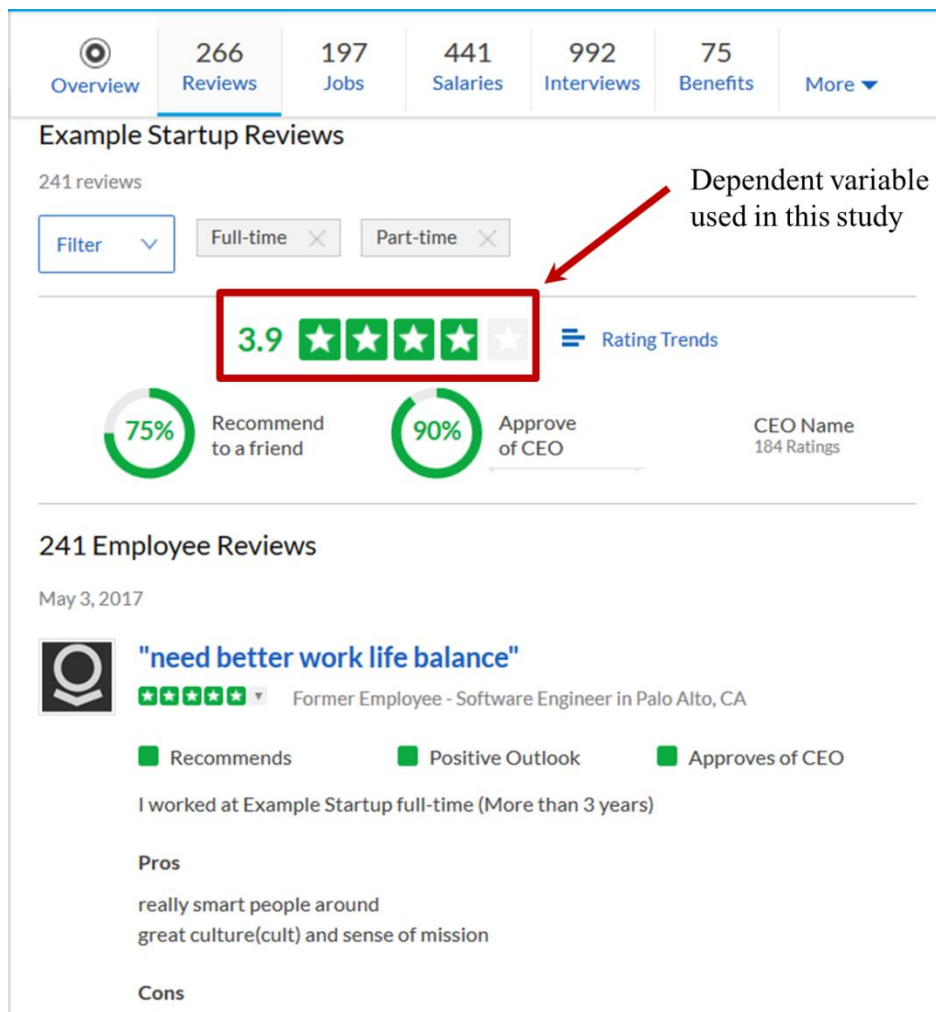 266 197 441 992 75
Overview Reviews Jobs Salaries Interviews Benefits More
Example Startup Reviews
241 reviews
Dependent variable
used in this study
Filter Full-time Part-time
3.9 Rating Trends
75% Recommend
to a friend
90% Approve
of CEO
CEO Name
184 Ratings
241 Employee Reviews
May 3, 2017
"need better work life balance"
Former Employee - Software Engineer in Palo Alto, CA
Recommends Positive Outlook Approves of CEO
I worked at Example Startup full-time (More than 3 years)
Pros
really smart people around
great culture(cult) and sense of mission
Cons